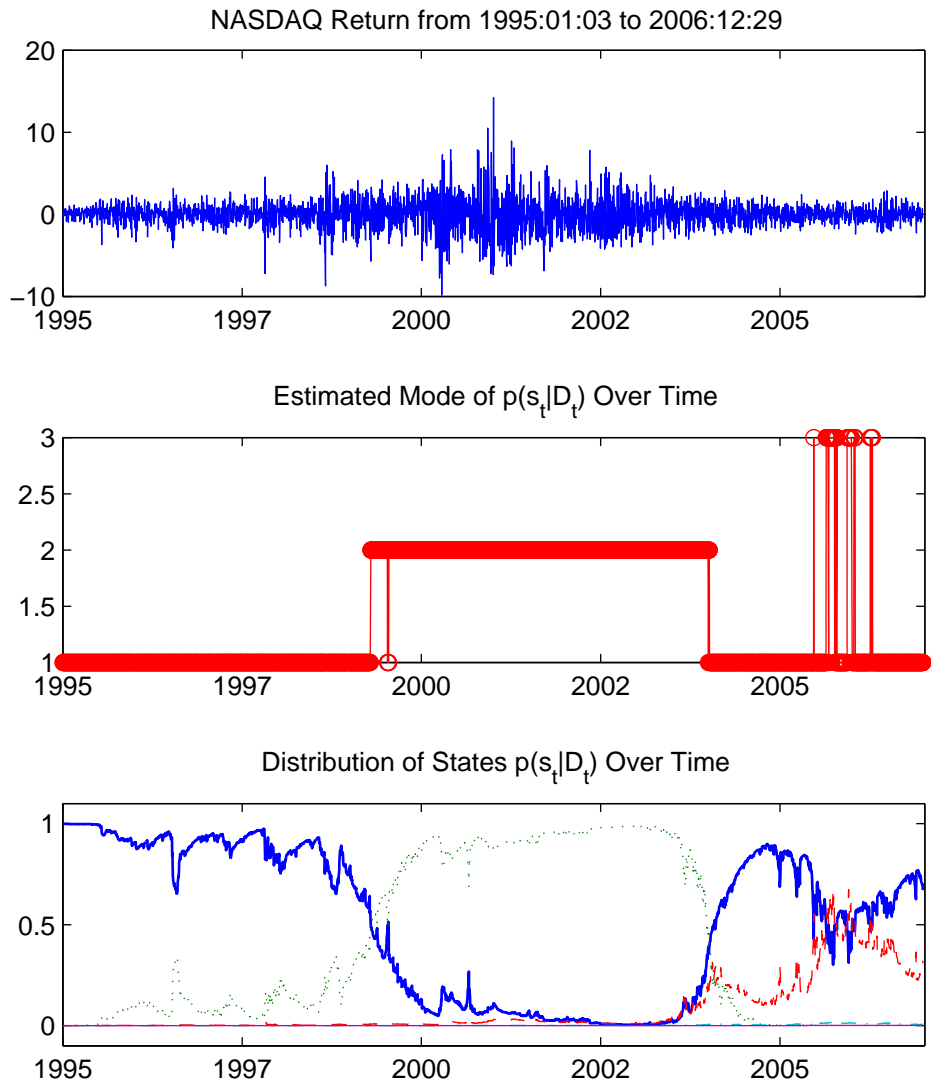 NASDAQ Return from 1995:01:03 to 2006:12:29
20
10
0
−10
1995 1997 2000 2002 2005
Estimated Mode of p(s_t|D_t) Over Time
3
2.5
2
1.5
1
1995 1997 2000 2002 2005
Distribution of States p(s_t|D_t) Over Time
1
0.5
0
1995 1997 2000 2002 2005